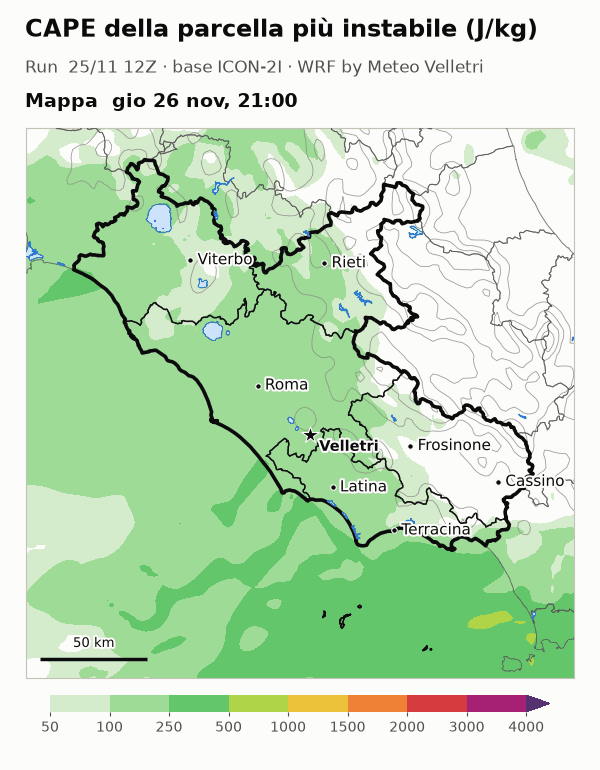 CAPE della parcella più instabile (J/kg)
Run  25/11 12Z · base ICON-2I · WRF by Meteo Velletri
Mappa  gio 26 nov, 21:00
Viterbo
Rieti
Roma
Velletri
Frosinone
Cassino
Latina
Terracina
50 km
50 100 250 500 1000 1500 2000 3000 4000